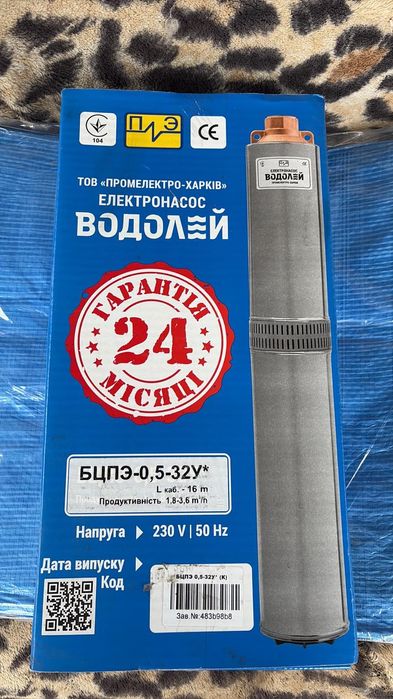 104
ПЭ
CE
ТОВ «ПРОМЕЛЕКТРО-ХАРКІВ»
ЕЛЕКТРОНАСОС
ВОДОЛЕЙ
ГАРАНТІЯ
24
МІСЯЦІ
ЕЛЕКТРОНАСОС
ВОДОЛЕЙ
ПРОМЕЛЕКТРО-ХАРКІВ
БЦПЭ-0,5-32У*
L каб. - 16 m
Продуктивність 1,8-3,6 m³/h
Напруга 230 V | 50 Hz
Дата випуску
Код
БЦПЭ 0,5-32У* (К)
Зав.№:483b98b8